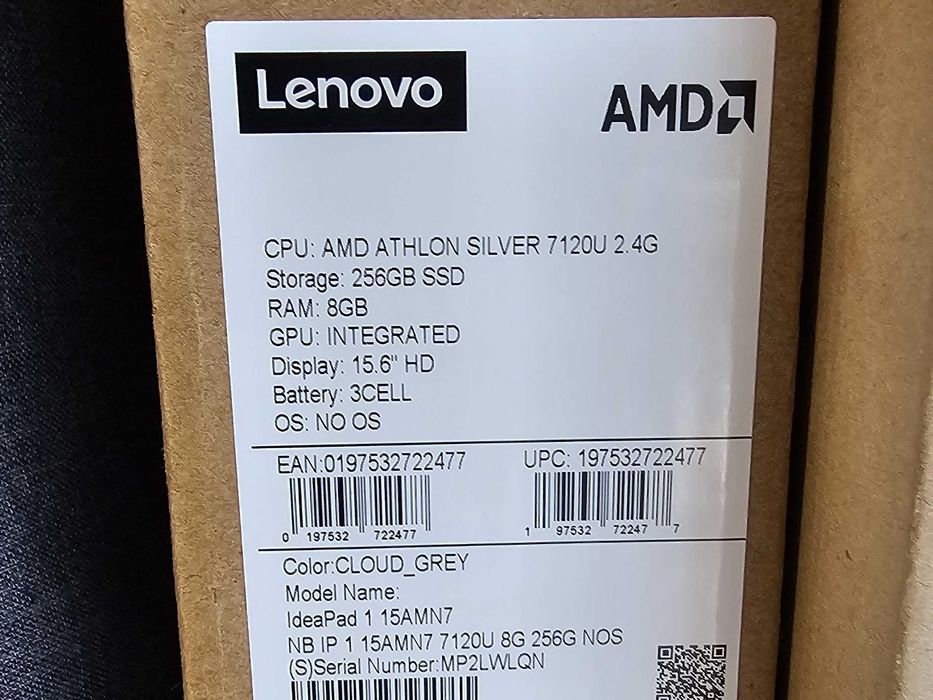 Lenovo
AMD
CPU: AMD ATHLON SILVER 7120U 2.4G
Storage: 256GB SSD
RAM: 8GB
GPU: INTEGRATED
Display: 15.6" HD
Battery: 3CELL
OS: NO OS
EAN:0197532722477
UPC: 197532722477
0 197532 722477
1 97532 72247 7
Color:CLOUD_GREY
Model Name:
IdeaPad 1 15AMN7
NB IP 1 15AMN7 7120U 8G 256G NOS
(S)Serial Number:MP2LWLQN